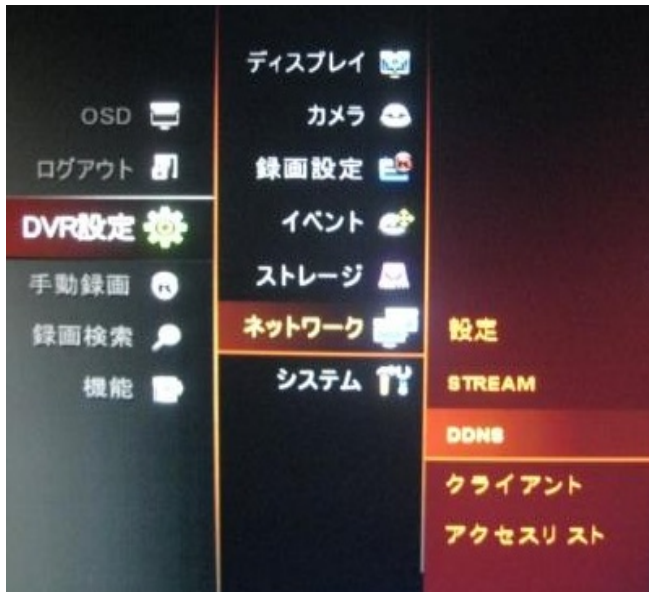 OSD
ログアウト
DVR設定
手動録画
録画検索
機能
ディスプレイ
カメラ
録画設定
イベント
ストレージ
ネットワーク
システム
設定
STREAM
DDNS
クライアント
アクセスリスト